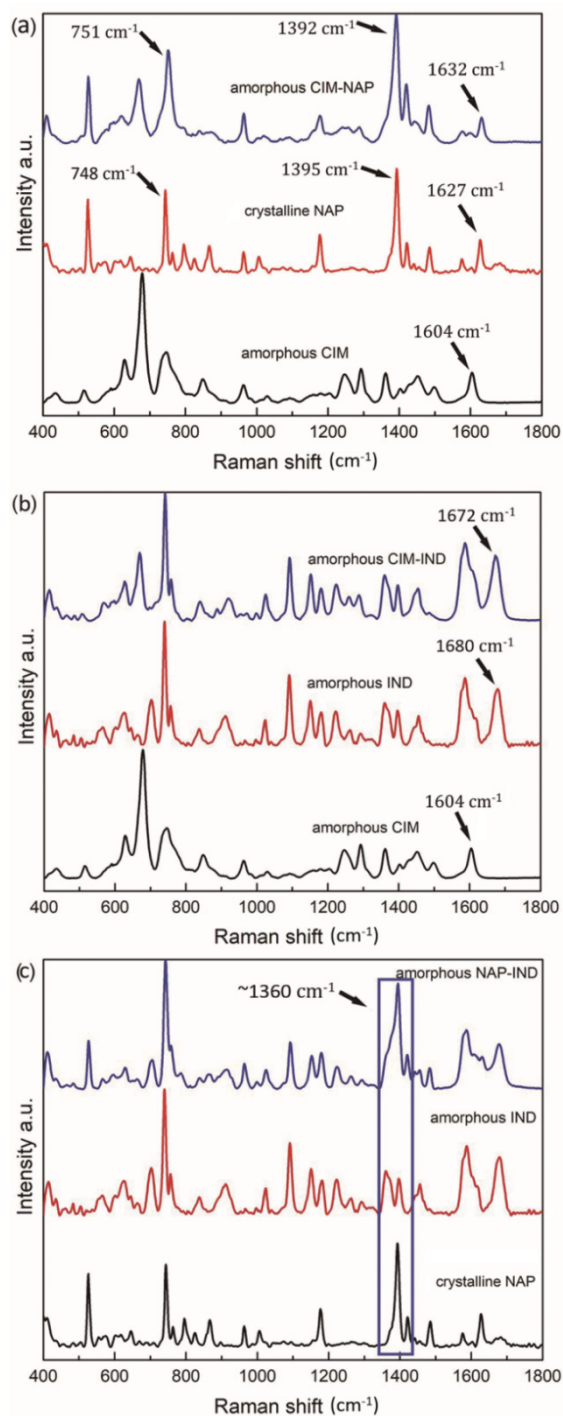 (a)
751 cm⁻¹
1392 cm⁻¹
1632 cm⁻¹
amorphous CIM-NAP
748 cm⁻¹
1395 cm⁻¹
1627 cm⁻¹
crystalline NAP
1604 cm⁻¹
amorphous CIM
Intensity a.u.
400 600 800 1000 1200 1400 1600 1800
Raman shift (cm⁻¹)
(b)
1672 cm⁻¹
amorphous CIM-IND
1680 cm⁻¹
amorphous IND
1604 cm⁻¹
amorphous CIM
Intensity a.u.
400 600 800 1000 1200 1400 1600 1800
Raman shift (cm⁻¹)
(c)
amorphous NAP-IND
~1360 cm⁻¹
amorphous IND
crystalline NAP
Intensity a.u.
400 600 800 1000 1200 1400 1600 1800
Raman shift (cm⁻¹)